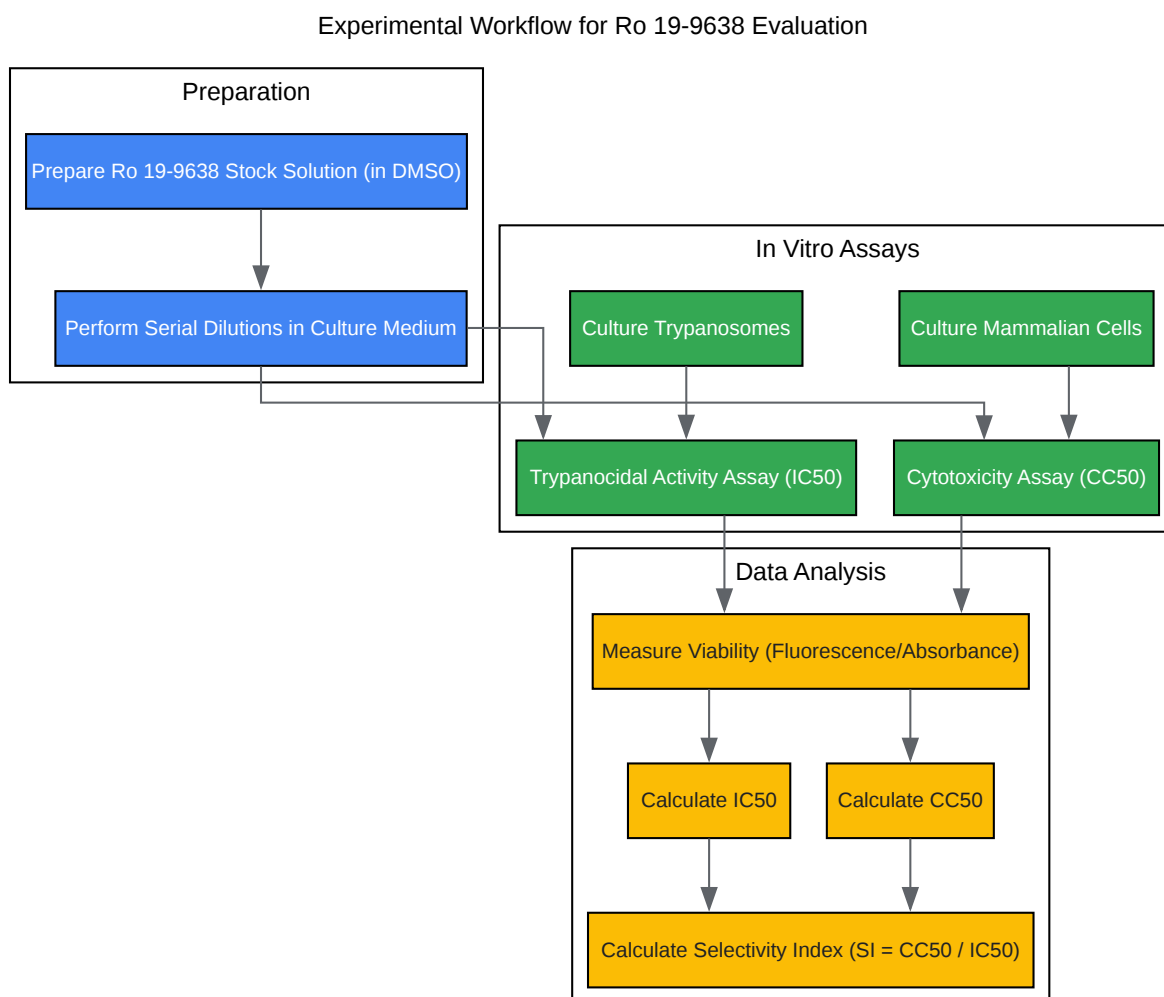 Experimental Workflow for Ro 19-9638 Evaluation
Preparation
Prepare Ro 19-9638 Stock Solution (in DMSO)
In Vitro Assays
Perform Serial Dilutions in Culture Medium
Culture Trypanosomes
Culture Mammalian Cells
Trypanocidal Activity Assay (IC50)
Cytotoxicity Assay (CC50)
Data Analysis
Measure Viability (Fluorescence/Absorbance)
Calculate IC50
Calculate CC50
Calculate Selectivity Index (SI = CC50 / IC50)